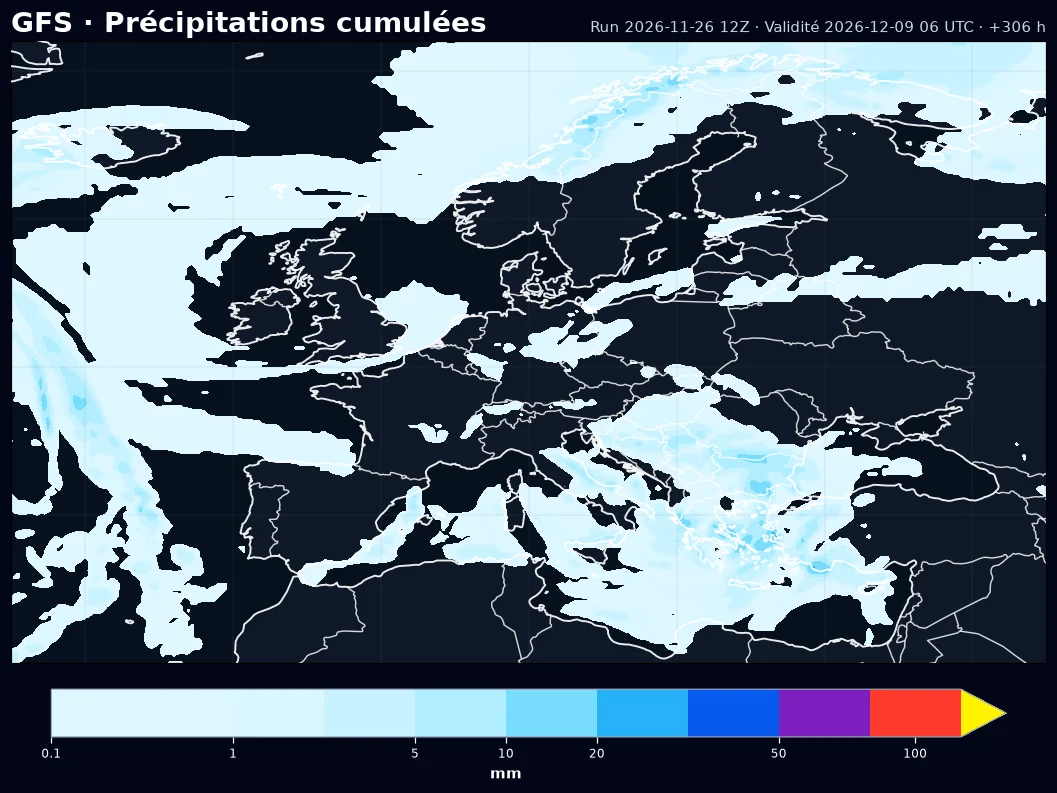 GFS · Précipitations cumulées
Run 2026-11-26 12Z · Validité 2026-12-09 06 UTC · +306 h
0.1 1 5 10 20 50 100
mm